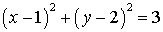 (x−1)² + (y−2)² = 3